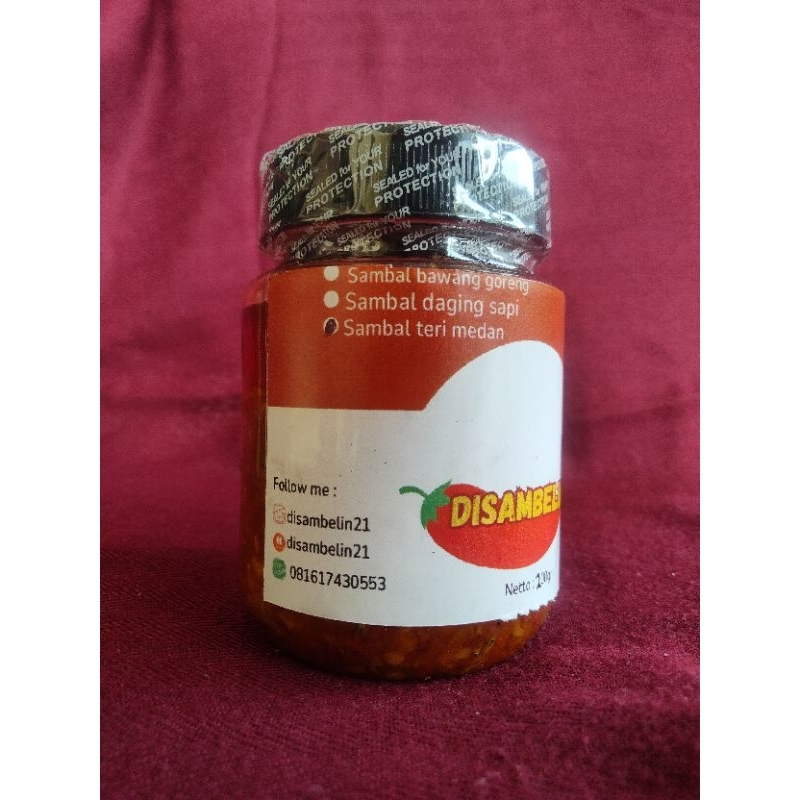 SEALED for YOUR
PROTECTION
Sambal bawang goreng
Sambal daging sapi
Sambal teri medan
Follow me :
disambelin21
disambelin21
081617430553
DISAMBELI
Netto :